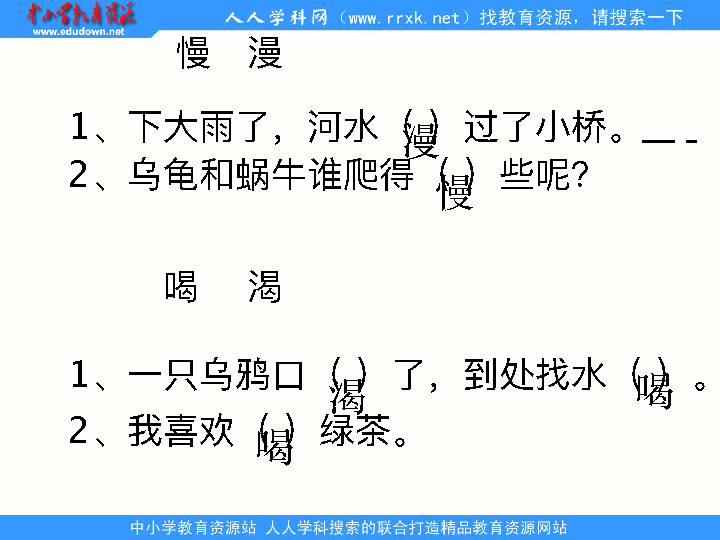 中小学教育资源 人人学科网（www.rrxk.net）找教育资源，请搜索一下
www.edudown.net
慢 漫
1、下大雨了，河水（漫）过了小桥。
2、乌龟和蜗牛谁爬得（慢）些呢？
喝 渴
1、一只乌鸦口（渴）了，到处找水（喝）。
2、我喜欢（喝）绿茶。
中小学教育资源站 人人学科搜索的联合打造精品教育资源网站